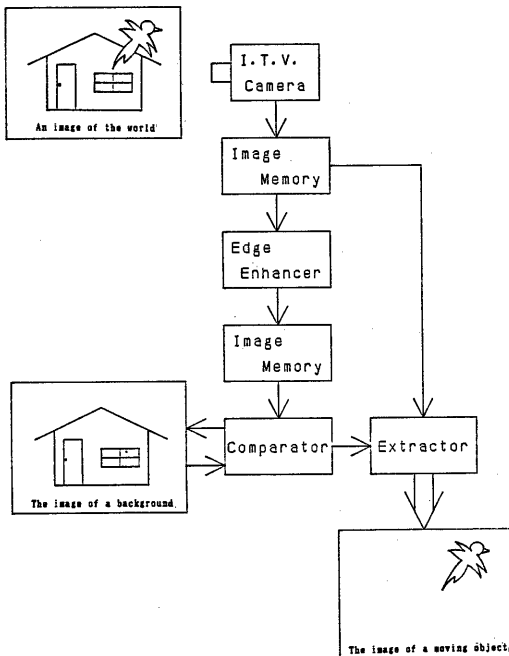 An image of the world
I.T.V.
Camera
Image
Memory
Edge
Enhancer
Image
Memory
Comparator
Extractor
The image of a background.
The image of a moving object.